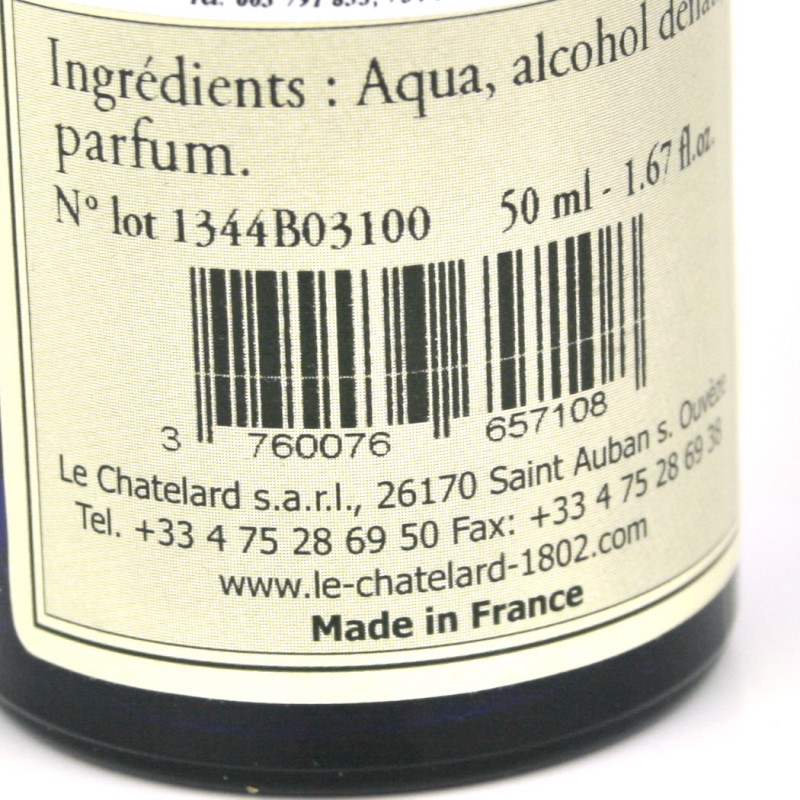 Ingrédients : Aqua, alcohol
parfum.
N° lot 1344B03100 50 ml - 1.67 fl.oz.
3 760076 657108
Le Chatelard s.a.r.l., 26170 Saint Auban s. Ouvèze
Tel. +33 4 75 28 69 50 Fax: +33 4 75 28 69 38
www.le-chatelard-1802.com
Made in France